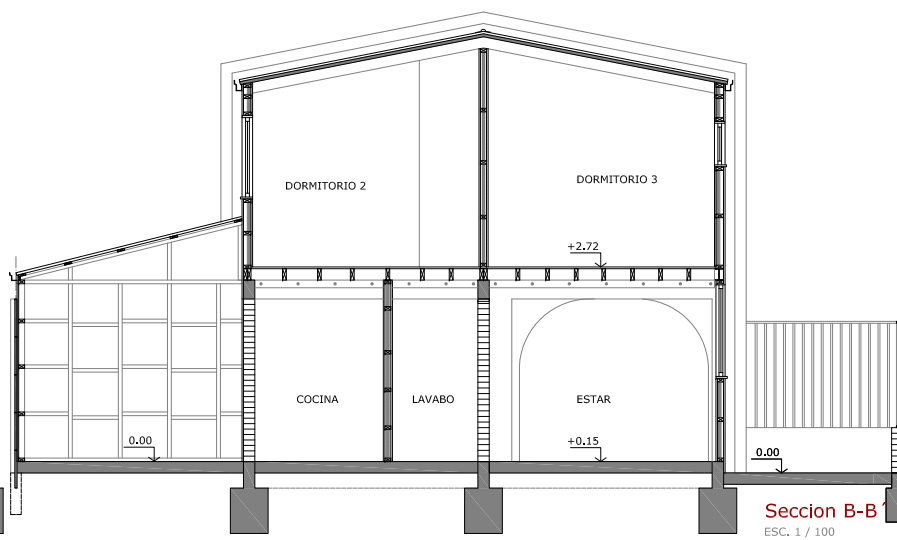 DORMITORIO 2
DORMITORIO 3
+2.72
COCINA
LAVABO
ESTAR
0.00
+0.15
0.00
Seccion B-B´
ESC. 1 / 100